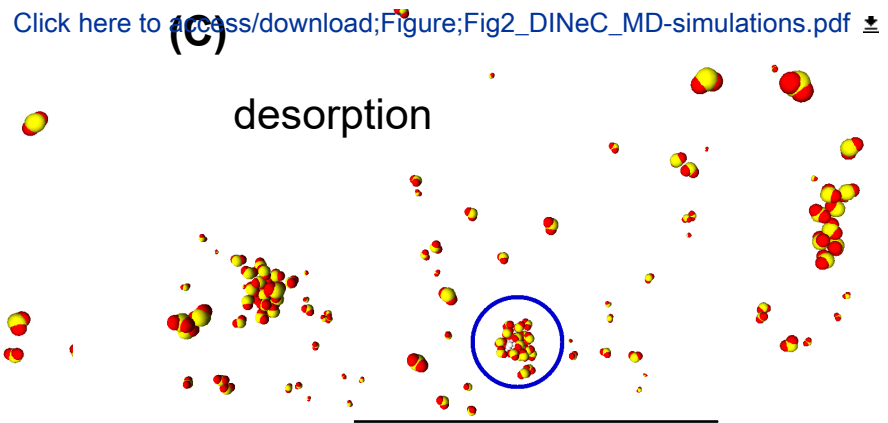 Click here to access/download;Figure;Fig2_DINeC_MD-simulations.pdf
(C)
desorption